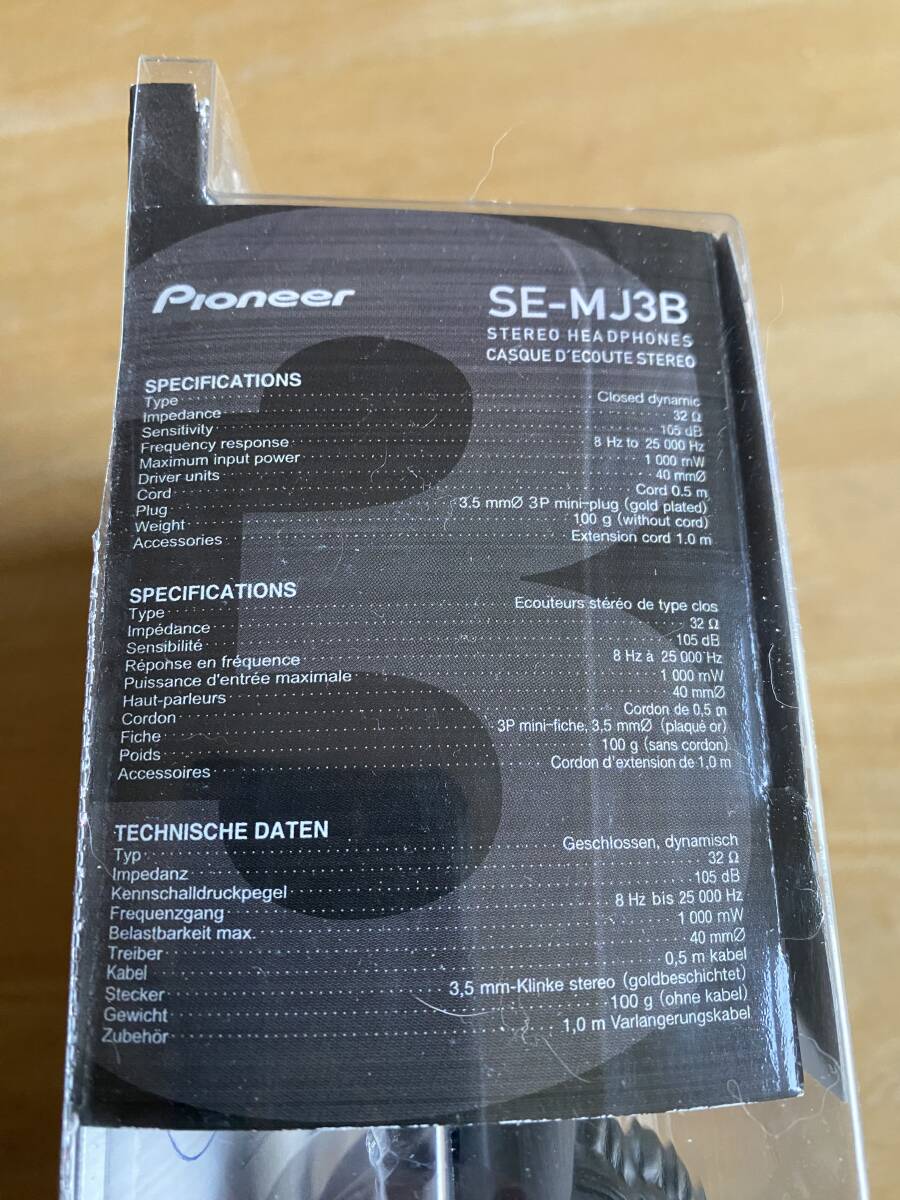 Pioneer
SE-MJ3B
STEREO HEADPHONES
CASQUE D'ECOUTE STEREO
SPECIFICATIONS
Type Closed dynamic
Impedance 32 Ω
Sensitivity 105 dB
Frequency response 8 Hz to 25 000 Hz
Maximum input power 1 000 mW
Driver units 40 mmØ
Cord Cord 0.5 m
Plug 3.5 mmØ 3P mini-plug (gold plated)
Weight 100 g (without cord)
Accessories Extension cord 1.0 m
SPECIFICATIONS
Type Ecouteurs stéréo de type clos
Impédance 32 Ω
Sensibilité 105 dB
Réponse en fréquence 8 Hz à 25 000 Hz
Puissance d'entrée maximale 1 000 mW
Haut-parleurs 40 mmØ
Cordon Cordon de 0,5 m
Fiche 3P mini-fiche, 3,5 mmØ (plaqué or)
Poids 100 g (sans cordon)
Accessoires Cordon d'extension de 1,0 m
TECHNISCHE DATEN
Typ Geschlossen, dynamisch
Impedanz 32 Ω
Kennschalldruckpegel 105 dB
Frequenzgang 8 Hz bis 25 000 Hz
Belastbarkeit max. 1 000 mW
Treiber 40 mmØ
Kabel 0,5 m kabel
Stecker 3,5 mm-Klinke stereo (goldbeschichtet)
Gewicht 100 g (ohne kabel)
Zubehör 1,0 m Varlangerungskabel